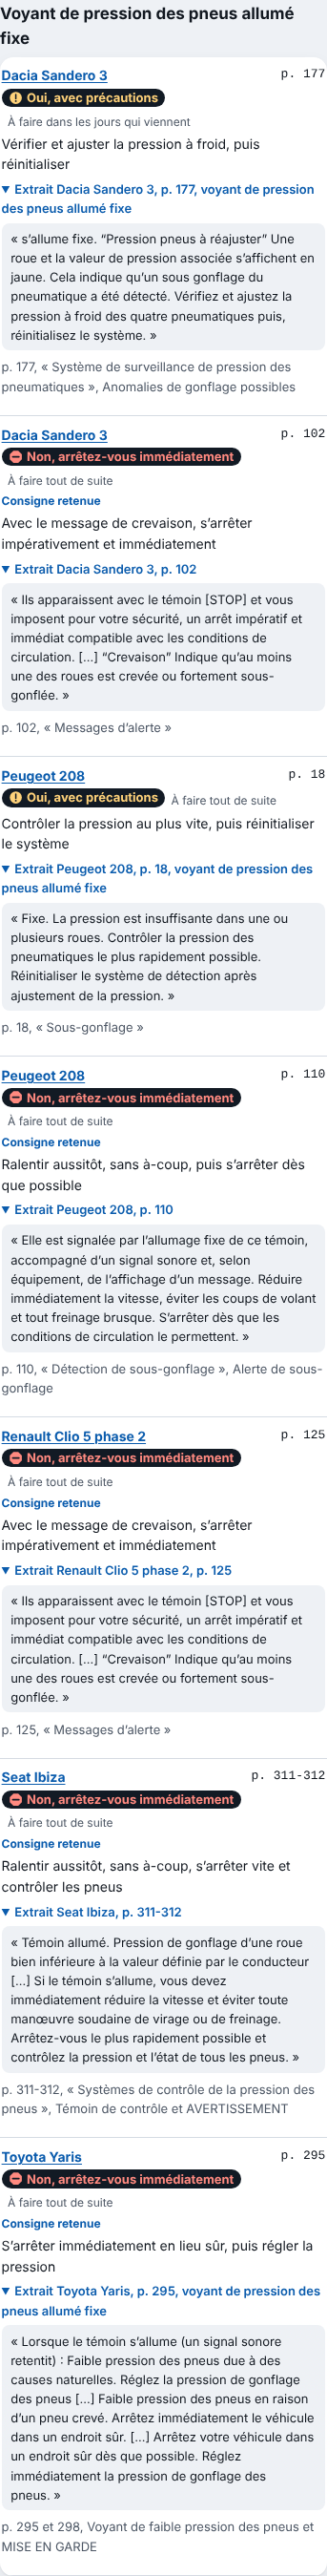 Voyant de pression des pneus allumé
fixe
Dacia Sandero 3 p. 177
Oui, avec précautions
À faire dans les jours qui viennent
Vérifier et ajuster la pression à froid, puis
réinitialiser
▼ Extrait Dacia Sandero 3, p. 177, voyant de pression
des pneus allumé fixe
« s’allume fixe. “Pression pneus à réajuster” Une
roue et la valeur de pression associée s’affichent en
jaune. Cela indique qu’un sous gonflage du
pneumatique a été détecté. Vérifiez et ajustez la
pression à froid des quatre pneumatiques puis,
réinitialisez le système. »
p. 177, « Système de surveillance de pression des
pneumatiques », Anomalies de gonflage possibles
Dacia Sandero 3 p. 102
Non, arrêtez-vous immédiatement
À faire tout de suite
Consigne retenue
Avec le message de crevaison, s’arrêter
impérativement et immédiatement
▼ Extrait Dacia Sandero 3, p. 102
« Ils apparaissent avec le témoin [STOP] et vous
imposent pour votre sécurité, un arrêt impératif et
immédiat compatible avec les conditions de
circulation. [...] “Crevaison” Indique qu’au moins
une des roues est crevée ou fortement sous-
gonflée. »
p. 102, « Messages d’alerte »
Peugeot 208 p. 18
Oui, avec précautions À faire tout de suite
Contrôler la pression au plus vite, puis réinitialiser
le système
▼ Extrait Peugeot 208, p. 18, voyant de pression des
pneus allumé fixe
« Fixe. La pression est insuffisante dans une ou
plusieurs roues. Contrôler la pression des
pneumatiques le plus rapidement possible.
Réinitialiser le système de détection après
ajustement de la pression. »
p. 18, « Sous-gonflage »
Peugeot 208 p. 110
Non, arrêtez-vous immédiatement
À faire tout de suite
Consigne retenue
Ralentir aussitôt, sans à-coup, puis s’arrêter dès
que possible
▼ Extrait Peugeot 208, p. 110
« Elle est signalée par l’allumage fixe de ce témoin,
accompagné d’un signal sonore et, selon
équipement, de l’affichage d’un message. Réduire
immédiatement la vitesse, éviter les coups de volant
et tout freinage brusque. S’arrêter dès que les
conditions de circulation le permettent. »
p. 110, « Détection de sous-gonflage », Alerte de sous-
gonflage
Renault Clio 5 phase 2 p. 125
Non, arrêtez-vous immédiatement
À faire tout de suite
Consigne retenue
Avec le message de crevaison, s’arrêter
impérativement et immédiatement
▼ Extrait Renault Clio 5 phase 2, p. 125
« Ils apparaissent avec le témoin [STOP] et vous
imposent pour votre sécurité, un arrêt impératif et
immédiat compatible avec les conditions de
circulation. [...] “Crevaison” Indique qu’au moins
une des roues est crevée ou fortement sous-
gonflée. »
p. 125, « Messages d’alerte »
Seat Ibiza p. 311-312
Non, arrêtez-vous immédiatement
À faire tout de suite
Consigne retenue
Ralentir aussitôt, sans à-coup, s’arrêter vite et
contrôler les pneus
▼ Extrait Seat Ibiza, p. 311-312
« Témoin allumé. Pression de gonflage d’une roue
bien inférieure à la valeur définie par le conducteur
[...] Si le témoin s’allume, vous devez
immédiatement réduire la vitesse et éviter toute
manœuvre soudaine de virage ou de freinage.
Arrêtez-vous le plus rapidement possible et
contrôlez la pression et l’état de tous les pneus. »
p. 311-312, « Systèmes de contrôle de la pression des
pneus », Témoin de contrôle et AVERTISSEMENT
Toyota Yaris p. 295
Non, arrêtez-vous immédiatement
À faire tout de suite
Consigne retenue
S’arrêter immédiatement en lieu sûr, puis régler la
pression
▼ Extrait Toyota Yaris, p. 295, voyant de pression des
pneus allumé fixe
« Lorsque le témoin s’allume (un signal sonore
retentit) : Faible pression des pneus due à des
causes naturelles. Réglez la pression de gonflage
des pneus [...] Faible pression des pneus en raison
d’un pneu crevé. Arrêtez immédiatement le véhicule
dans un endroit sûr. [...] Arrêtez votre véhicule dans
un endroit sûr dès que possible. Réglez
immédiatement la pression de gonflage des
pneus. »
p. 295 et 298, Voyant de faible pression des pneus et
MISE EN GARDE